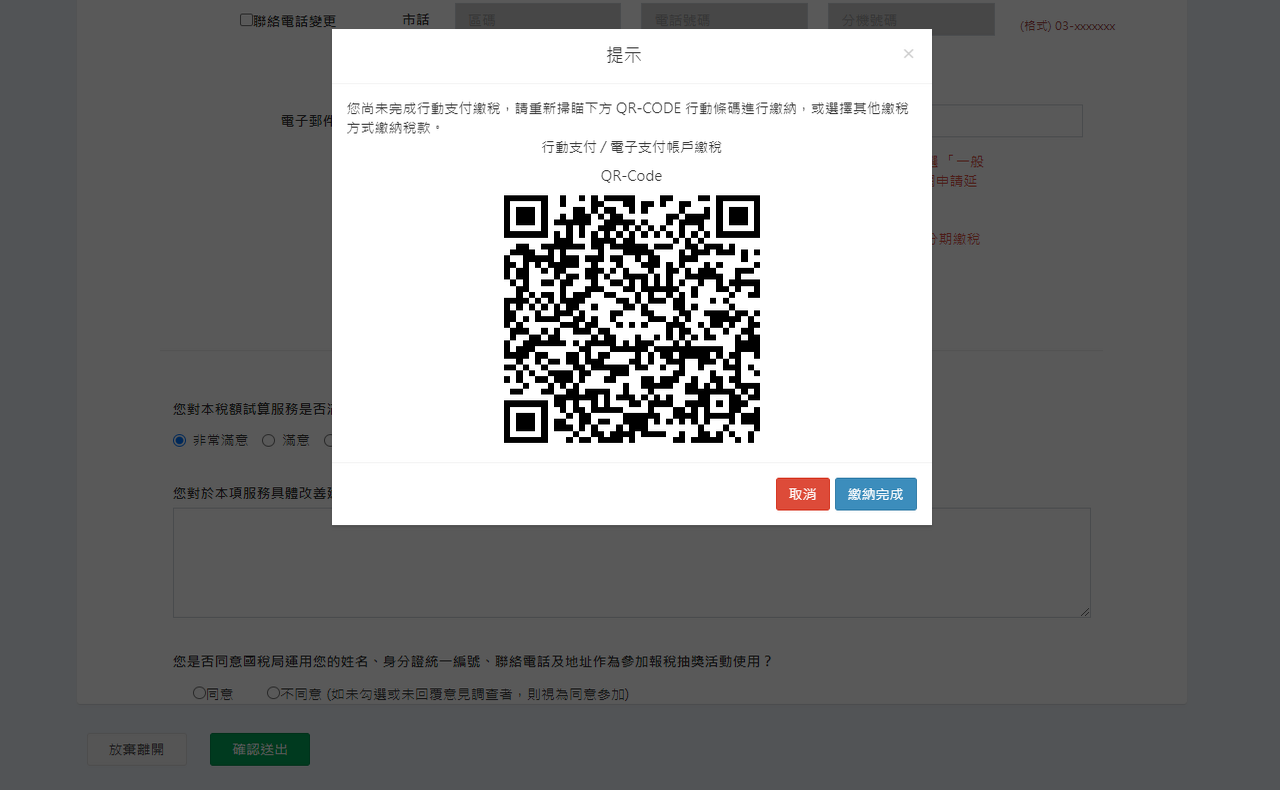 聯絡電話變更 市話 區碼 電話號碼 分機號碼 (格式) 03-xxxxxxx
提示 ×
您尚未完成行動支付繳稅，請重新掃瞄下方 QR-CODE 行動條碼進行繳納，或選擇其他繳稅
方式繳納稅款。
電子郵件
行動支付 / 電子支付帳戶繳稅
「一般
QR-Code
申請延
分期繳稅
您對本稅額試算服務是否
非常滿意 滿意
您對於本項服務具體改善
取消 繳納完成
您是否同意國稅局運用您的姓名、身分證統一編號、聯絡電話及地址作為參加報稅抽獎活動使用？
同意 不同意 (如未勾選或未回覆意見調查者，則視為同意參加)
放棄離開 確認送出